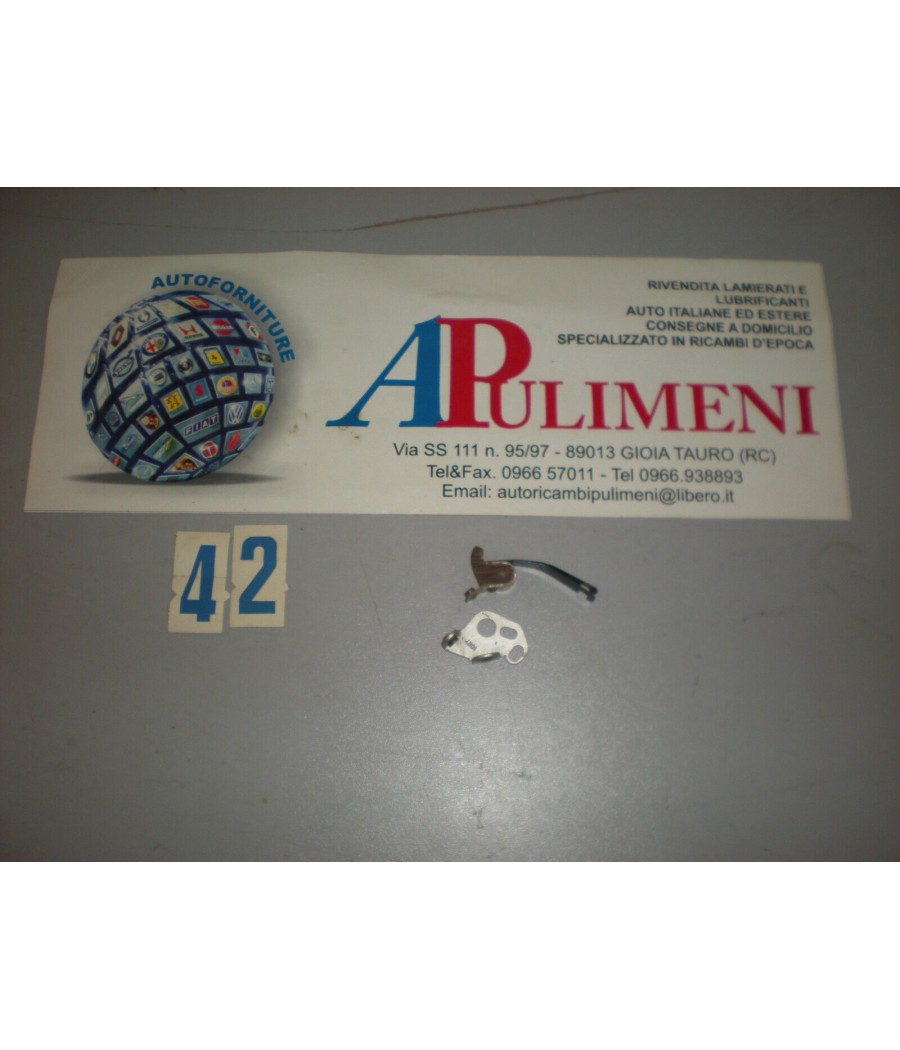 AUTOFORNITURE
RIVENDITA LAMIERATI E
LUBRIFICANTI
AUTO ITALIANE ED ESTERE
CONSEGNE A DOMICILIO
SPECIALIZZATO IN RICAMBI D'EPOCA
FIAT
APULIMENI
Via SS 111 n. 95/97 - 89013 GIOIA TAURO (RC)
Tel&Fax. 0966 57011 - Tel 0966.938893
Email: autoricambipulimeni@libero.it
42